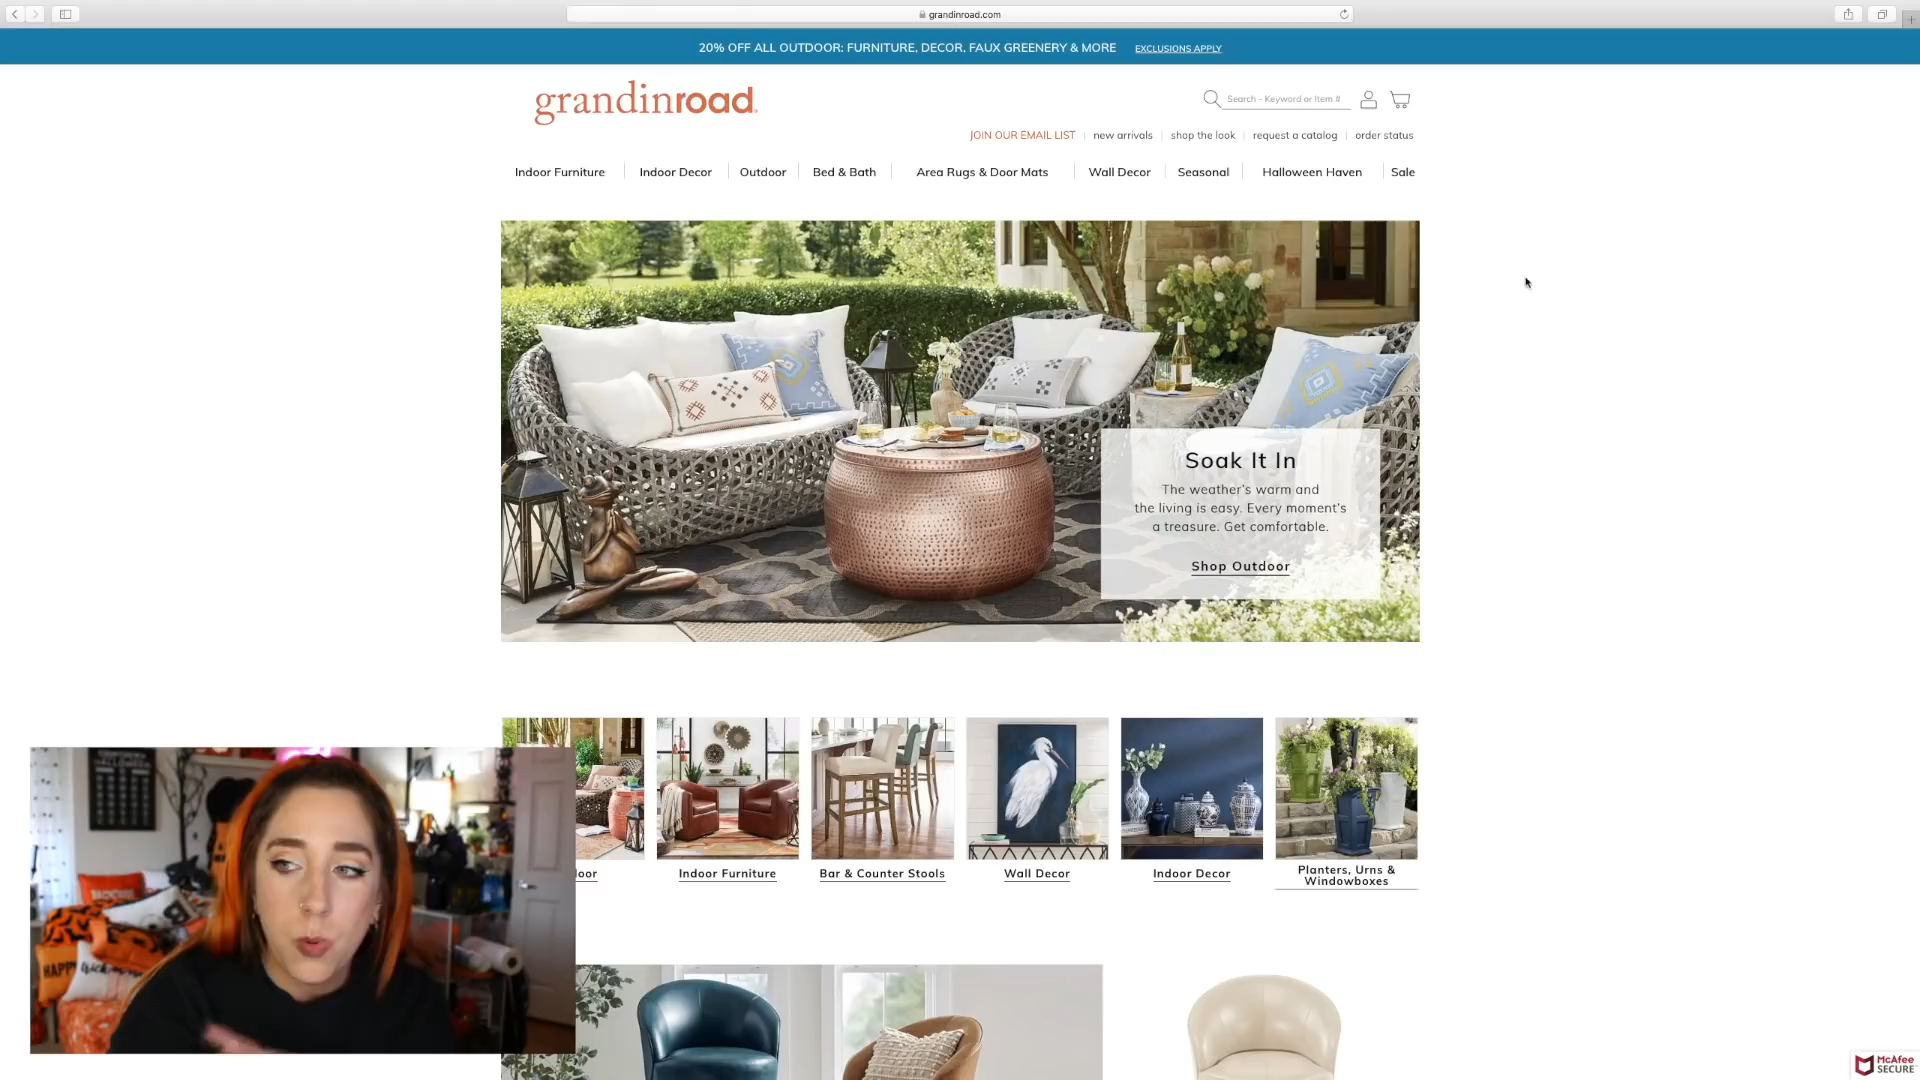 grandinroad.com
20% OFF ALL OUTDOOR: FURNITURE, DECOR, FAUX GREENERY & MORE EXCLUSIONS APPLY
grandinroad
Search - Keyword or Item #
JOIN OUR EMAIL LIST new arrivals shop the look request a catalog order status
Indoor Furniture Indoor Decor Outdoor Bed & Bath Area Rugs & Door Mats Wall Decor Seasonal Halloween Haven Sale
Soak It In
The weather's warm and
the living is easy. Every moment's
a treasure. Get comfortable.
Shop Outdoor
Indoor Furniture Bar & Counter Stools Wall Decor Indoor Decor Planters, Urns &
Windowboxes
HAPPY
McAfee
SECURE